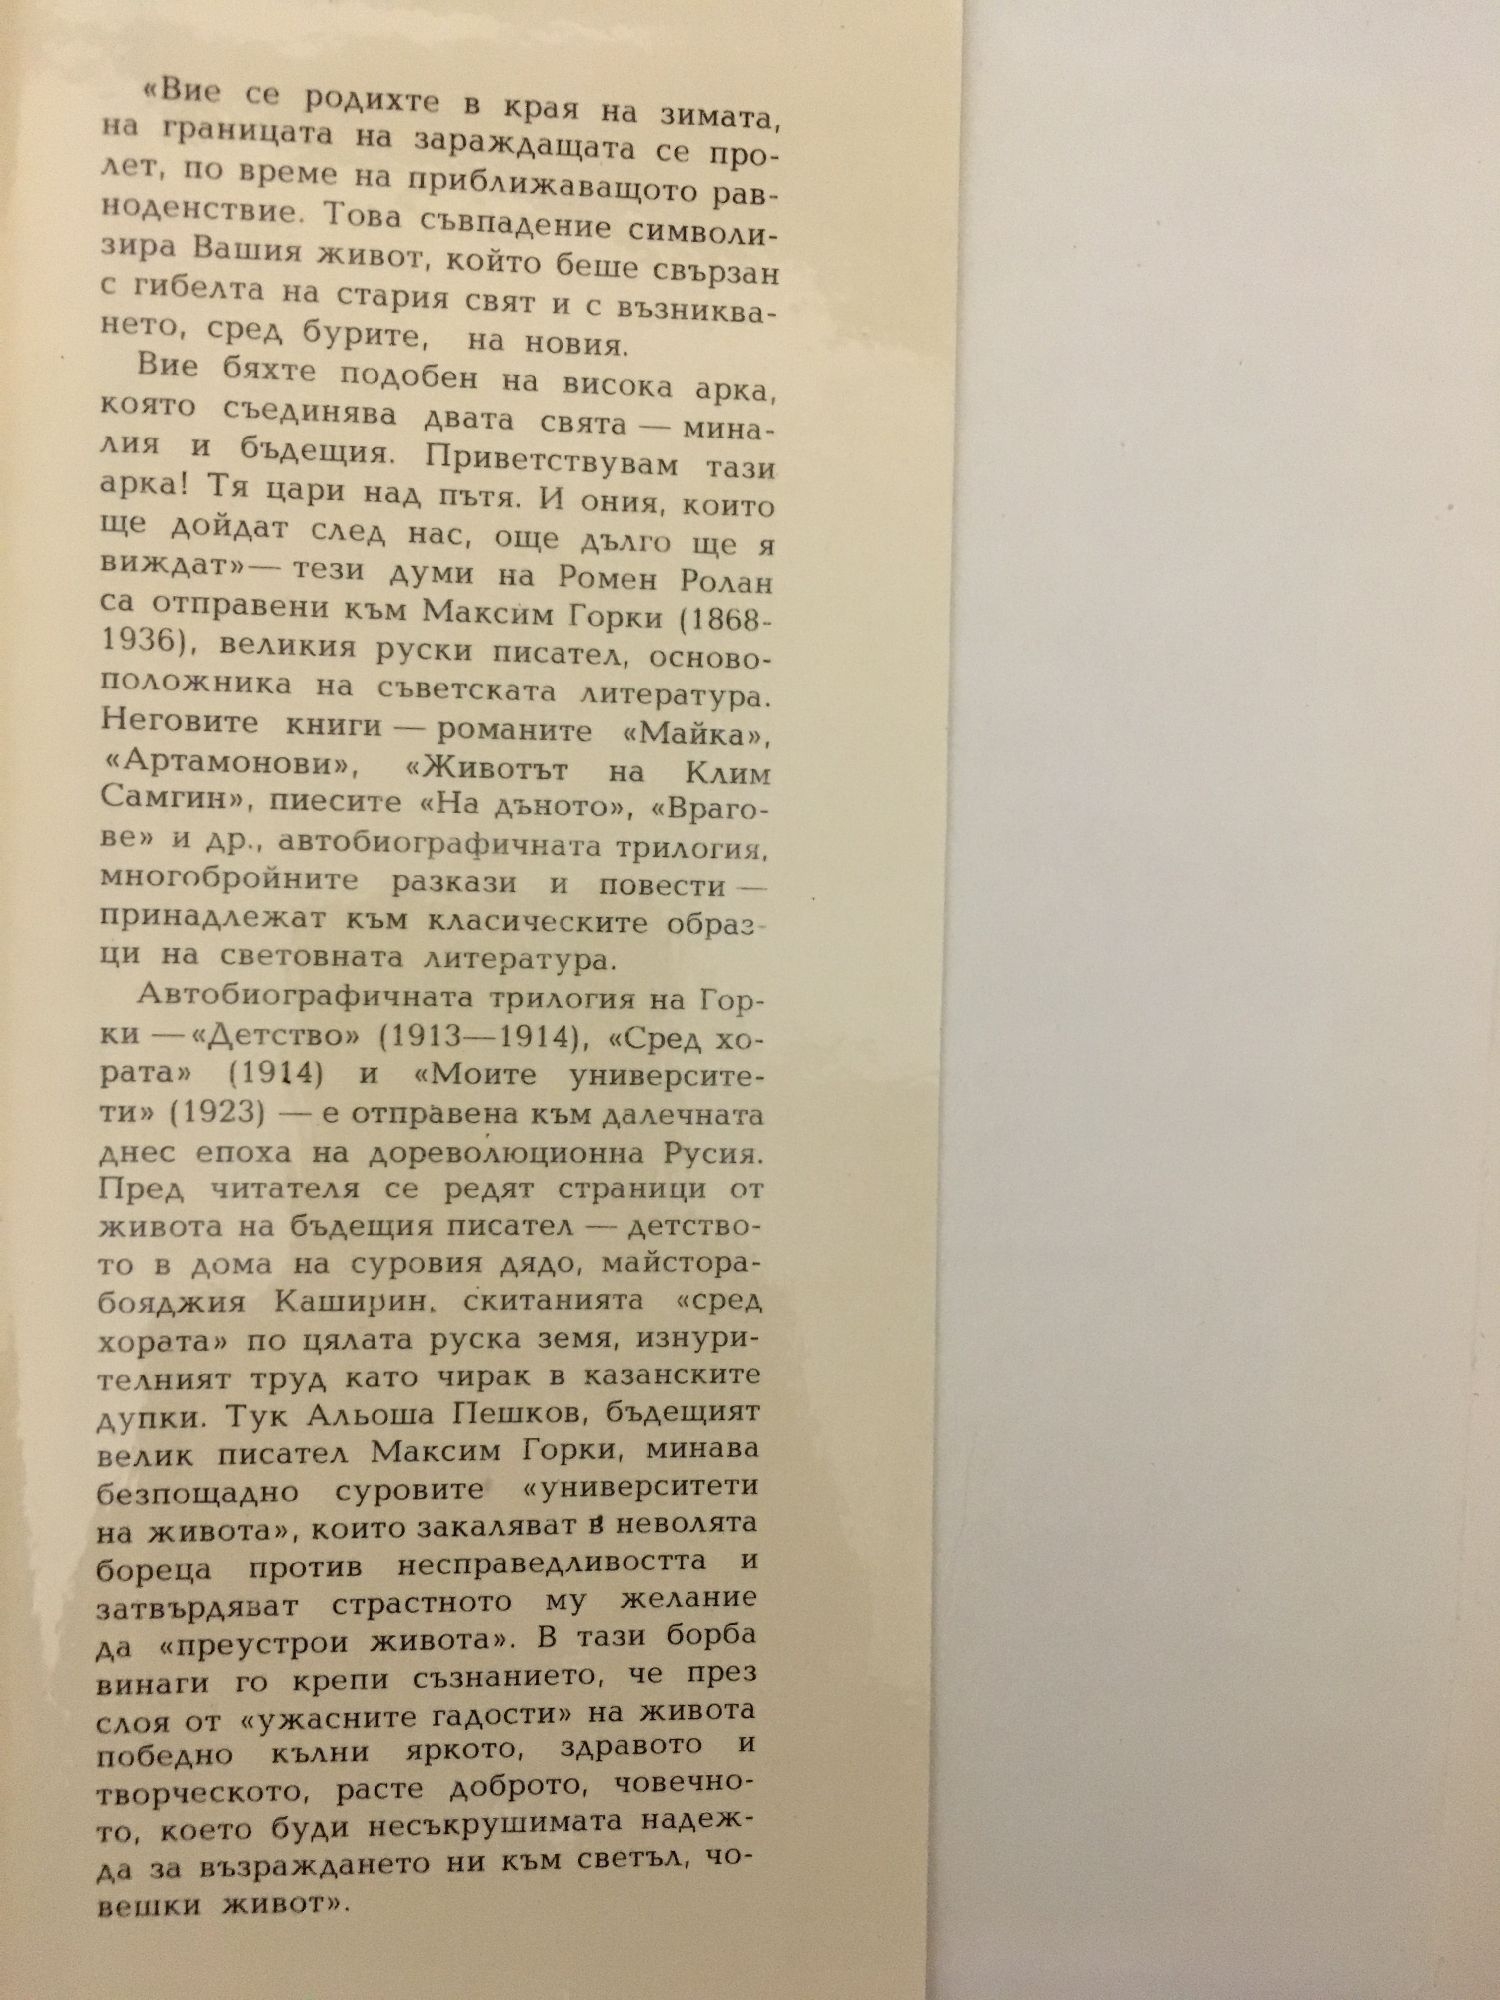 «Вие се родихте в края на зимата,
на границата на зараждащата се про-
лет, по време на приближаващото рав-
ноденствие. Това съвпадение символи-
зира Вашия живот, който беше свързан
с гибелта на стария свят и с възниква-
нето, сред бурите, на новия.
Вие бяхте подобен на висока арка,
която съединява двата свята — мина-
лия и бъдещия. Приветствувам тази
арка! Тя цари над пътя. И ония, които
ще дойдат след нас, още дълго ще я
виждат»— тези думи на Ромен Ролан
са отправени към Максим Горки (1868-
1936), великия руски писател, осново-
положника на съветската литература.
Неговите книги — романите «Майка»,
«Артамонови», «Животът на Клим
Самгин», пиесите «На дъното», «Враго-
ве» и др., автобиографичната трилогия,
многобройните разкази и повести —
принадлежат към класическите образ-
ци на световната литература.
Автобиографичната трилогия на Гор-
ки —«Детство» (1913—1914), «Сред хо-
рата» (1914) и «Моите университе-
ти» (1923) — е отправена към далечната
днес епоха на дореволюционна Русия.
Пред читателя се редят страници от
живота на бъдещия писател — детство-
то в дома на суровия дядо, майстора-
бояджия Каширин, скитанията «сред
хората» по цялата руска земя, изнури-
телният труд като чирак в казанските
дупки. Тук Альоша Пешков, бъдещият
велик писател Максим Горки, минава
безпощадно суровите «университети
на живота», които закаляват в неволята
бореца против несправедливостта и
затвърдяват страстното му желание
да «преустрои живота». В тази борба
винаги го крепи съзнанието, че през
слоя от «ужасните гадости» на живота
победно кълни яркото, здравото и
творческото, расте доброто, човечно-
то, което буди несъкрушимата надеж-
да за възраждането ни към светъл, чо-
вешки живот».